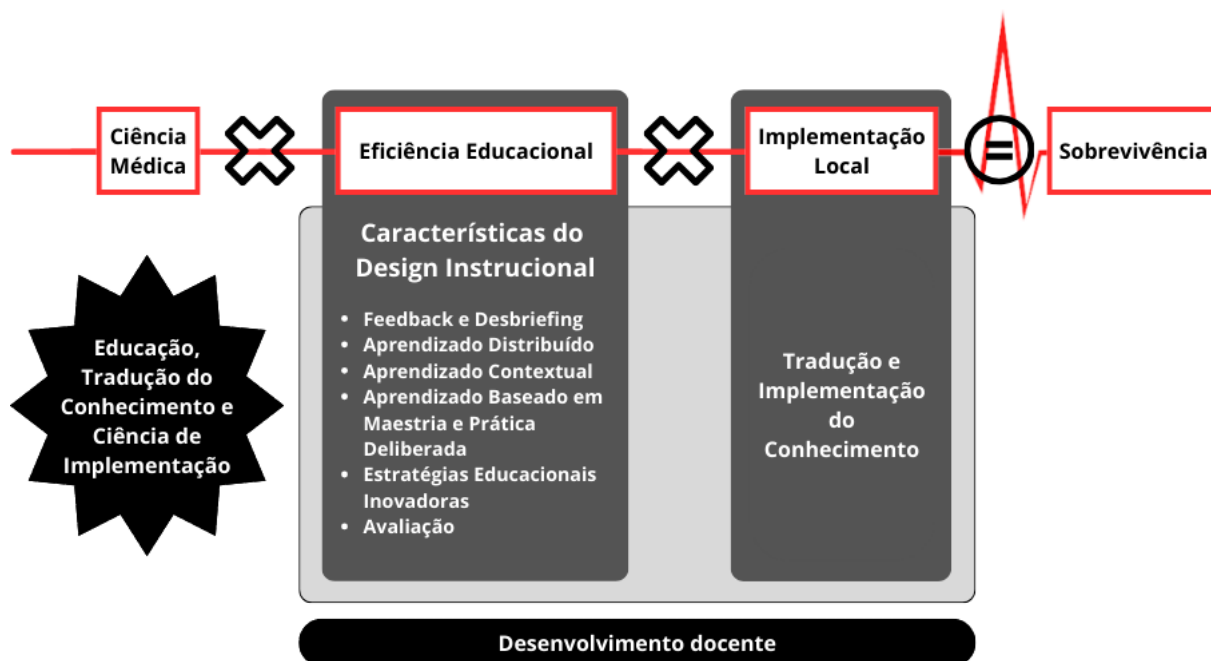 Ciência
Médica
Eficiência Educacional
Implementação
Local
=
Sobrevivência
Características do
Design Instrucional
• Feedback e Desbriefing
• Aprendizado Distribuído
• Aprendizado Contextual
• Aprendizado Baseado em
Maestria e Prática
Deliberada
• Estratégias Educacionais
Inovadoras
• Avaliação
Tradução e
Implementação
do
Conhecimento
Educação,
Tradução do
Conhecimento e
Ciência de
Implementação
Desenvolvimento docente